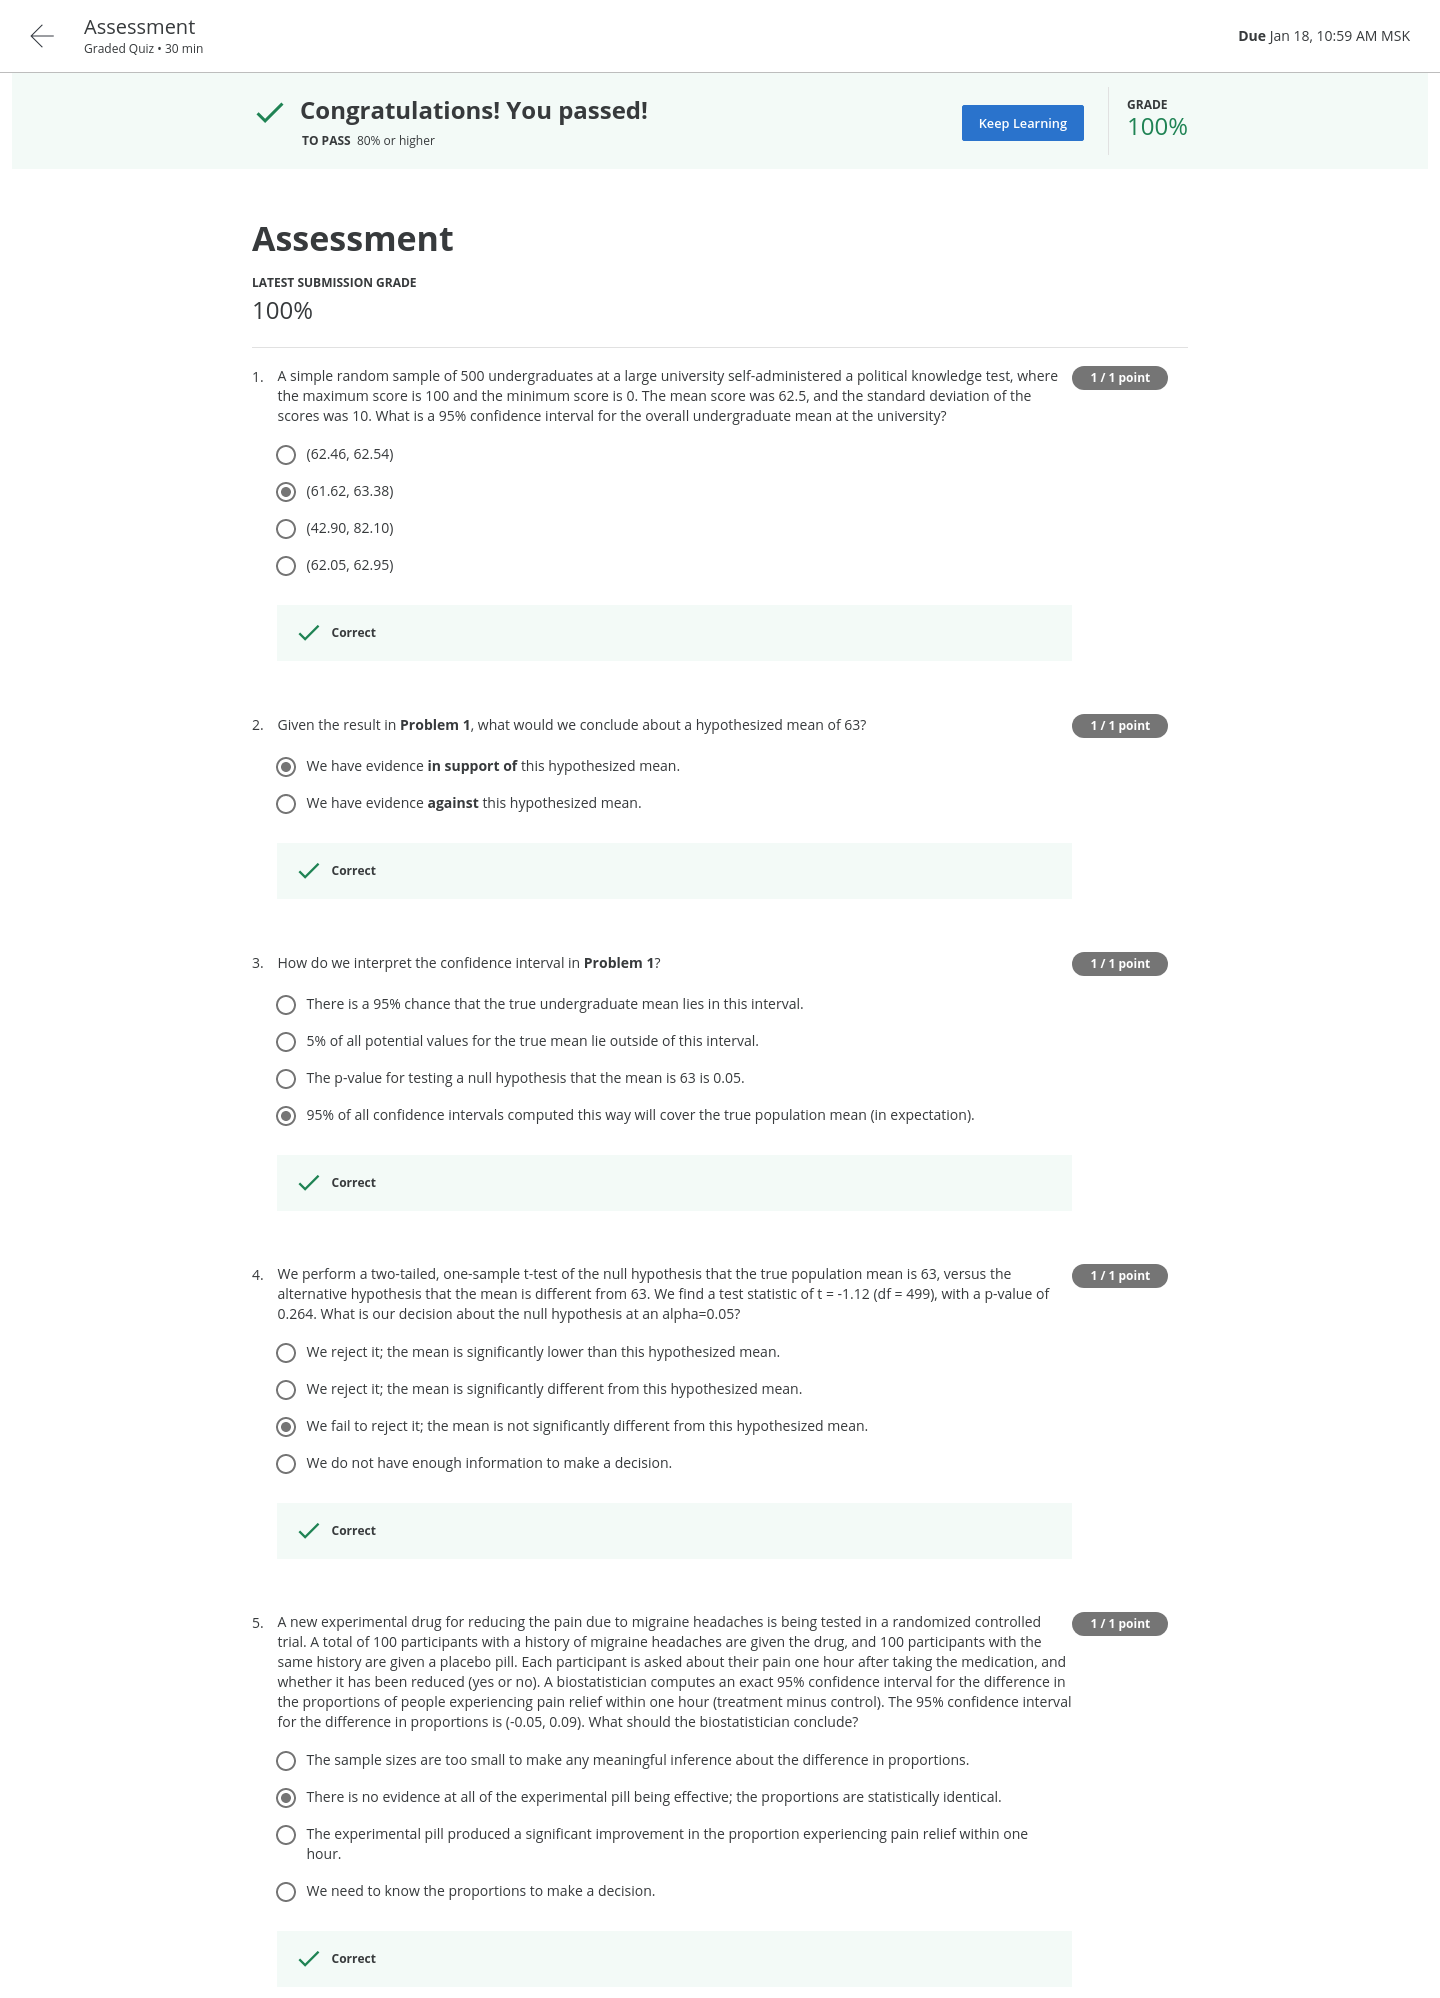 Assessment
Graded Quiz • 30 min
Due Jan 18, 10:59 AM MSK
Congratulations! You passed!
TO PASS 80% or higher
Keep Learning
GRADE
100%
Assessment
LATEST SUBMISSION GRADE
100%
1. A simple random sample of 500 undergraduates at a large university self-administered a political knowledge test, where
the maximum score is 100 and the minimum score is 0. The mean score was 62.5, and the standard deviation of the
scores was 10. What is a 95% confidence interval for the overall undergraduate mean at the university?
1 / 1 point
(62.46, 62.54)
(61.62, 63.38)
(42.90, 82.10)
(62.05, 62.95)
Correct
2. Given the result in Problem 1, what would we conclude about a hypothesized mean of 63?
1 / 1 point
We have evidence in support of this hypothesized mean.
We have evidence against this hypothesized mean.
Correct
3. How do we interpret the confidence interval in Problem 1?
1 / 1 point
There is a 95% chance that the true undergraduate mean lies in this interval.
5% of all potential values for the true mean lie outside of this interval.
The p-value for testing a null hypothesis that the mean is 63 is 0.05.
95% of all confidence intervals computed this way will cover the true population mean (in expectation).
Correct
4. We perform a two-tailed, one-sample t-test of the null hypothesis that the true population mean is 63, versus the
alternative hypothesis that the mean is different from 63. We find a test statistic of t = -1.12 (df = 499), with a p-value of
0.264. What is our decision about the null hypothesis at an alpha=0.05?
1 / 1 point
We reject it; the mean is significantly lower than this hypothesized mean.
We reject it; the mean is significantly different from this hypothesized mean.
We fail to reject it; the mean is not significantly different from this hypothesized mean.
We do not have enough information to make a decision.
Correct
5. A new experimental drug for reducing the pain due to migraine headaches is being tested in a randomized controlled
trial. A total of 100 participants with a history of migraine headaches are given the drug, and 100 participants with the
same history are given a placebo pill. Each participant is asked about their pain one hour after taking the medication, and
whether it has been reduced (yes or no). A biostatistician computes an exact 95% confidence interval for the difference in
the proportions of people experiencing pain relief within one hour (treatment minus control). The 95% confidence interval
for the difference in proportions is (-0.05, 0.09). What should the biostatistician conclude?
1 / 1 point
The sample sizes are too small to make any meaningful inference about the difference in proportions.
There is no evidence at all of the experimental pill being effective; the proportions are statistically identical.
The experimental pill produced a significant improvement in the proportion experiencing pain relief within one
hour.
We need to know the proportions to make a decision.
Correct